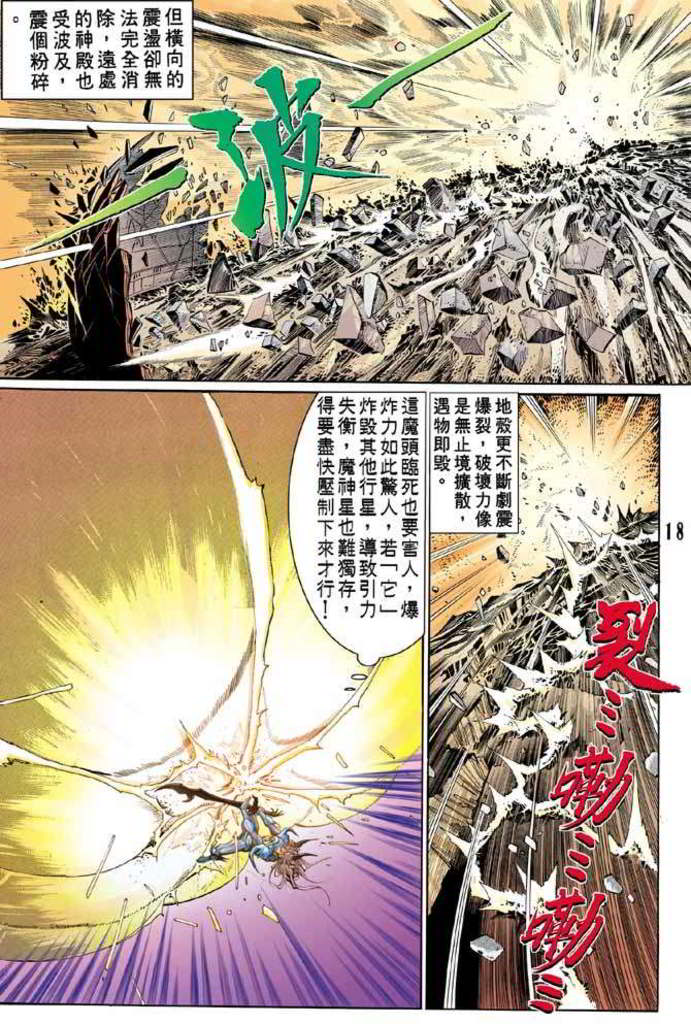 但橫向的
震盪卻無
法完全消
除，遠處
的神殿也
受波及，
震個粉碎
。
波
地殼更不斷劇震
爆裂，破壞力像
是無止境擴散，
遇物即毀。
18
裂
嘞
嘞
這魔頭臨死也要害人，爆
炸力如此驚人，若「它」
炸毀其他行星，導致引力
失衡，魔神星也難獨存，
得要盡快壓制下來才行！